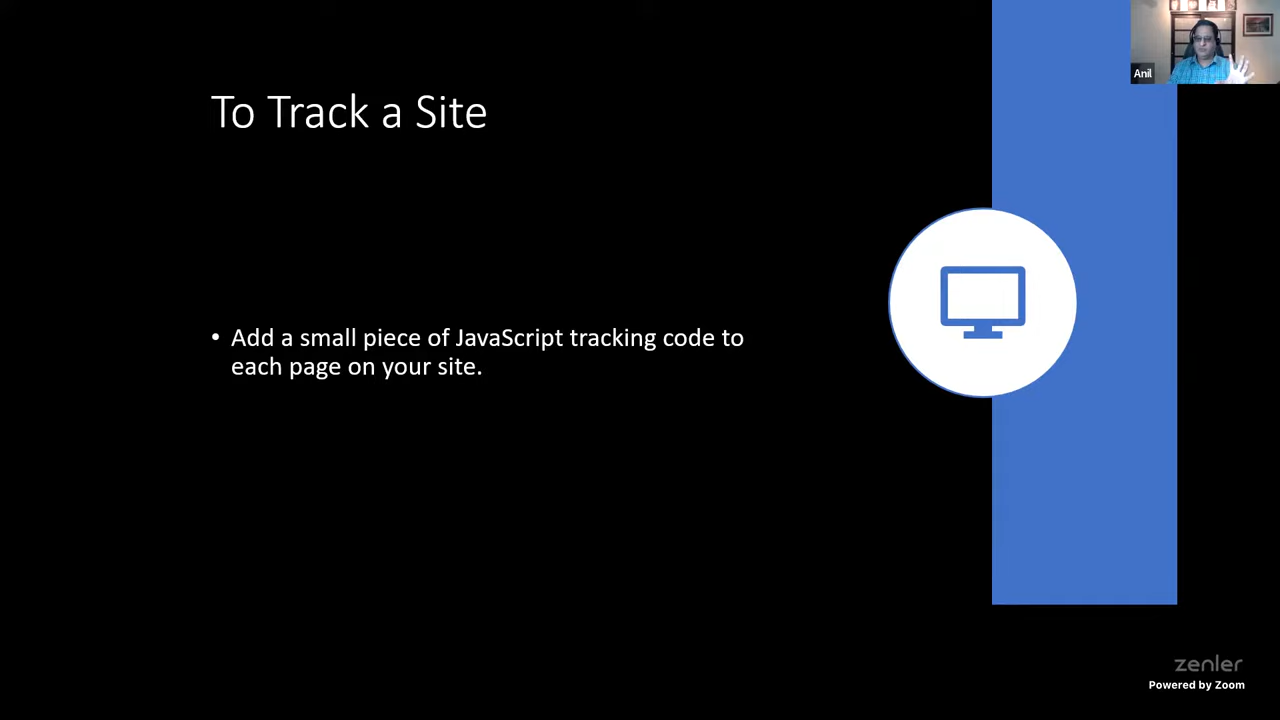 Anil
To Track a Site
• Add a small piece of JavaScript tracking code to
each page on your site.
zenler
Powered by Zoom